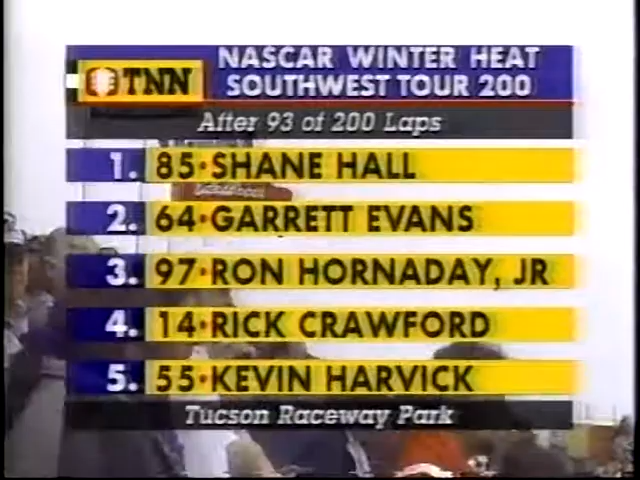 TNN
NASCAR WINTER HEAT
SOUTHWEST TOUR 200
After 93 of 200 Laps
1. 85•SHANE HALL
2. 64•GARRETT EVANS
3. 97•RON HORNADAY, JR
4. 14•RICK CRAWFORD
5. 55•KEVIN HARVICK
Tucson Raceway Park